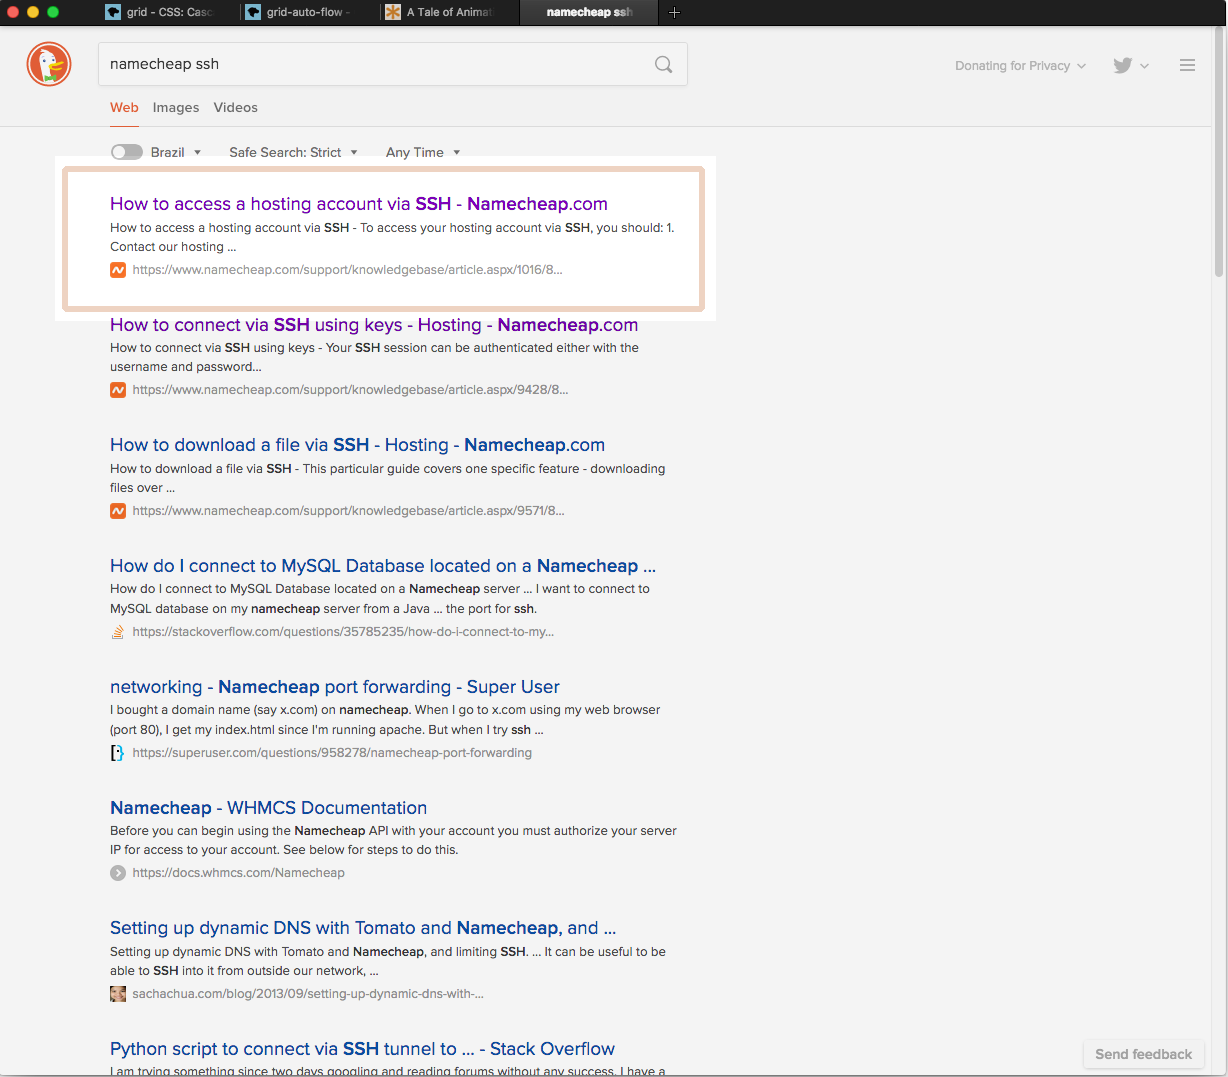 grid - CSS: Casc
grid-auto-flow -
A Tale of Animat
namecheap ssh
namecheap ssh
Donating for Privacy
Web Images Videos
Brazil Safe Search: Strict Any Time
How to access a hosting account via SSH - Namecheap.com
How to access a hosting account via SSH - To access your hosting account via SSH, you should: 1.
Contact our hosting ...
https://www.namecheap.com/support/knowledgebase/article.aspx/1016/8...
How to connect via SSH using keys - Hosting - Namecheap.com
How to connect via SSH using keys - Your SSH session can be authenticated either with the
username and password...
https://www.namecheap.com/support/knowledgebase/article.aspx/9428/8...
How to download a file via SSH - Hosting - Namecheap.com
How to download a file via SSH - This particular guide covers one specific feature - downloading
files over ...
https://www.namecheap.com/support/knowledgebase/article.aspx/9571/8...
How do I connect to MySQL Database located on a Namecheap ...
How do I connect to MySQL Database located on a Namecheap server ... I want to connect to
MySQL database on my namecheap server from a Java ... the port for ssh.
https://stackoverflow.com/questions/35785235/how-do-i-connect-to-my...
networking - Namecheap port forwarding - Super User
I bought a domain name (say x.com) on namecheap. When I go to x.com using my web browser
(port 80), I get my index.html since I'm running apache. But when I try ssh ...
https://superuser.com/questions/958278/namecheap-port-forwarding
Namecheap - WHMCS Documentation
Before you can begin using the Namecheap API with your account you must authorize your server
IP for access to your account. See below for steps to do this.
https://docs.whmcs.com/Namecheap
Setting up dynamic DNS with Tomato and Namecheap, and ...
Setting up dynamic DNS with Tomato and Namecheap, and limiting SSH. ... It can be useful to be
able to SSH into it from outside our network, ...
sachachua.com/blog/2013/09/setting-up-dynamic-dns-with-...
Python script to connect via SSH tunnel to ... - Stack Overflow
I am trying something since two days googling and reading forums without any success. I have a
Send feedback